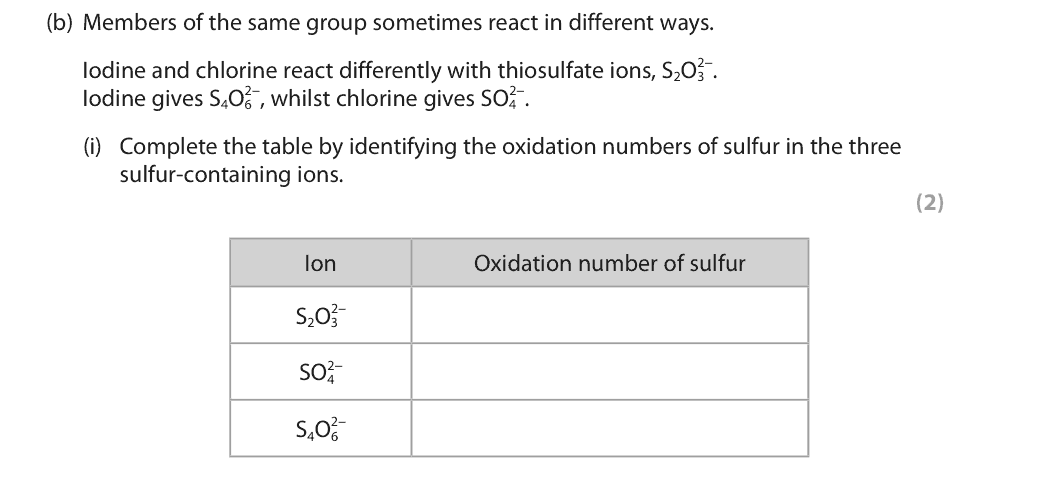 (b) Members of the same group sometimes react in different ways.
Iodine and chlorine react differently with thiosulfate ions, S₂O₃²⁻.
Iodine gives S₄O₆²⁻, whilst chlorine gives SO₄²⁻.
(i) Complete the table by identifying the oxidation numbers of sulfur in the three
sulfur-containing ions.
(2)
Ion Oxidation number of sulfur
S₂O₃²⁻
SO₄²⁻
S₄O₆²⁻